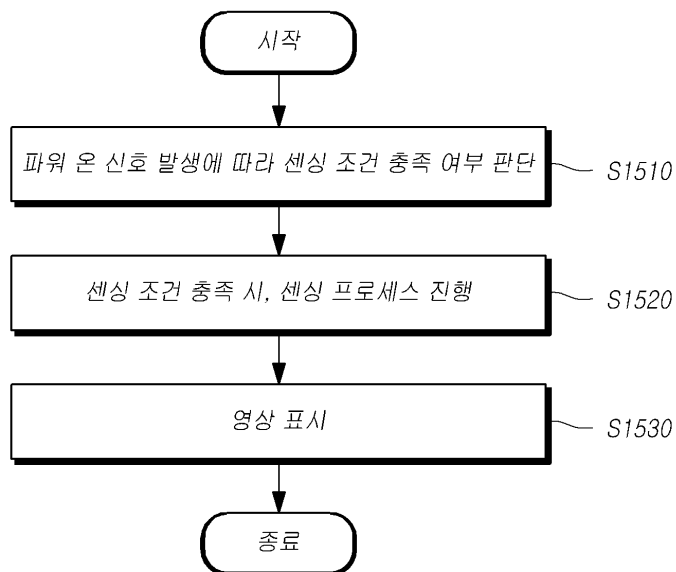 시작
파워 온 신호 발생에 따라 센싱 조건 충족 여부 판단
S1510
센싱 조건 충족 시, 센싱 프로세스 진행
S1520
영상 표시
S1530
종료